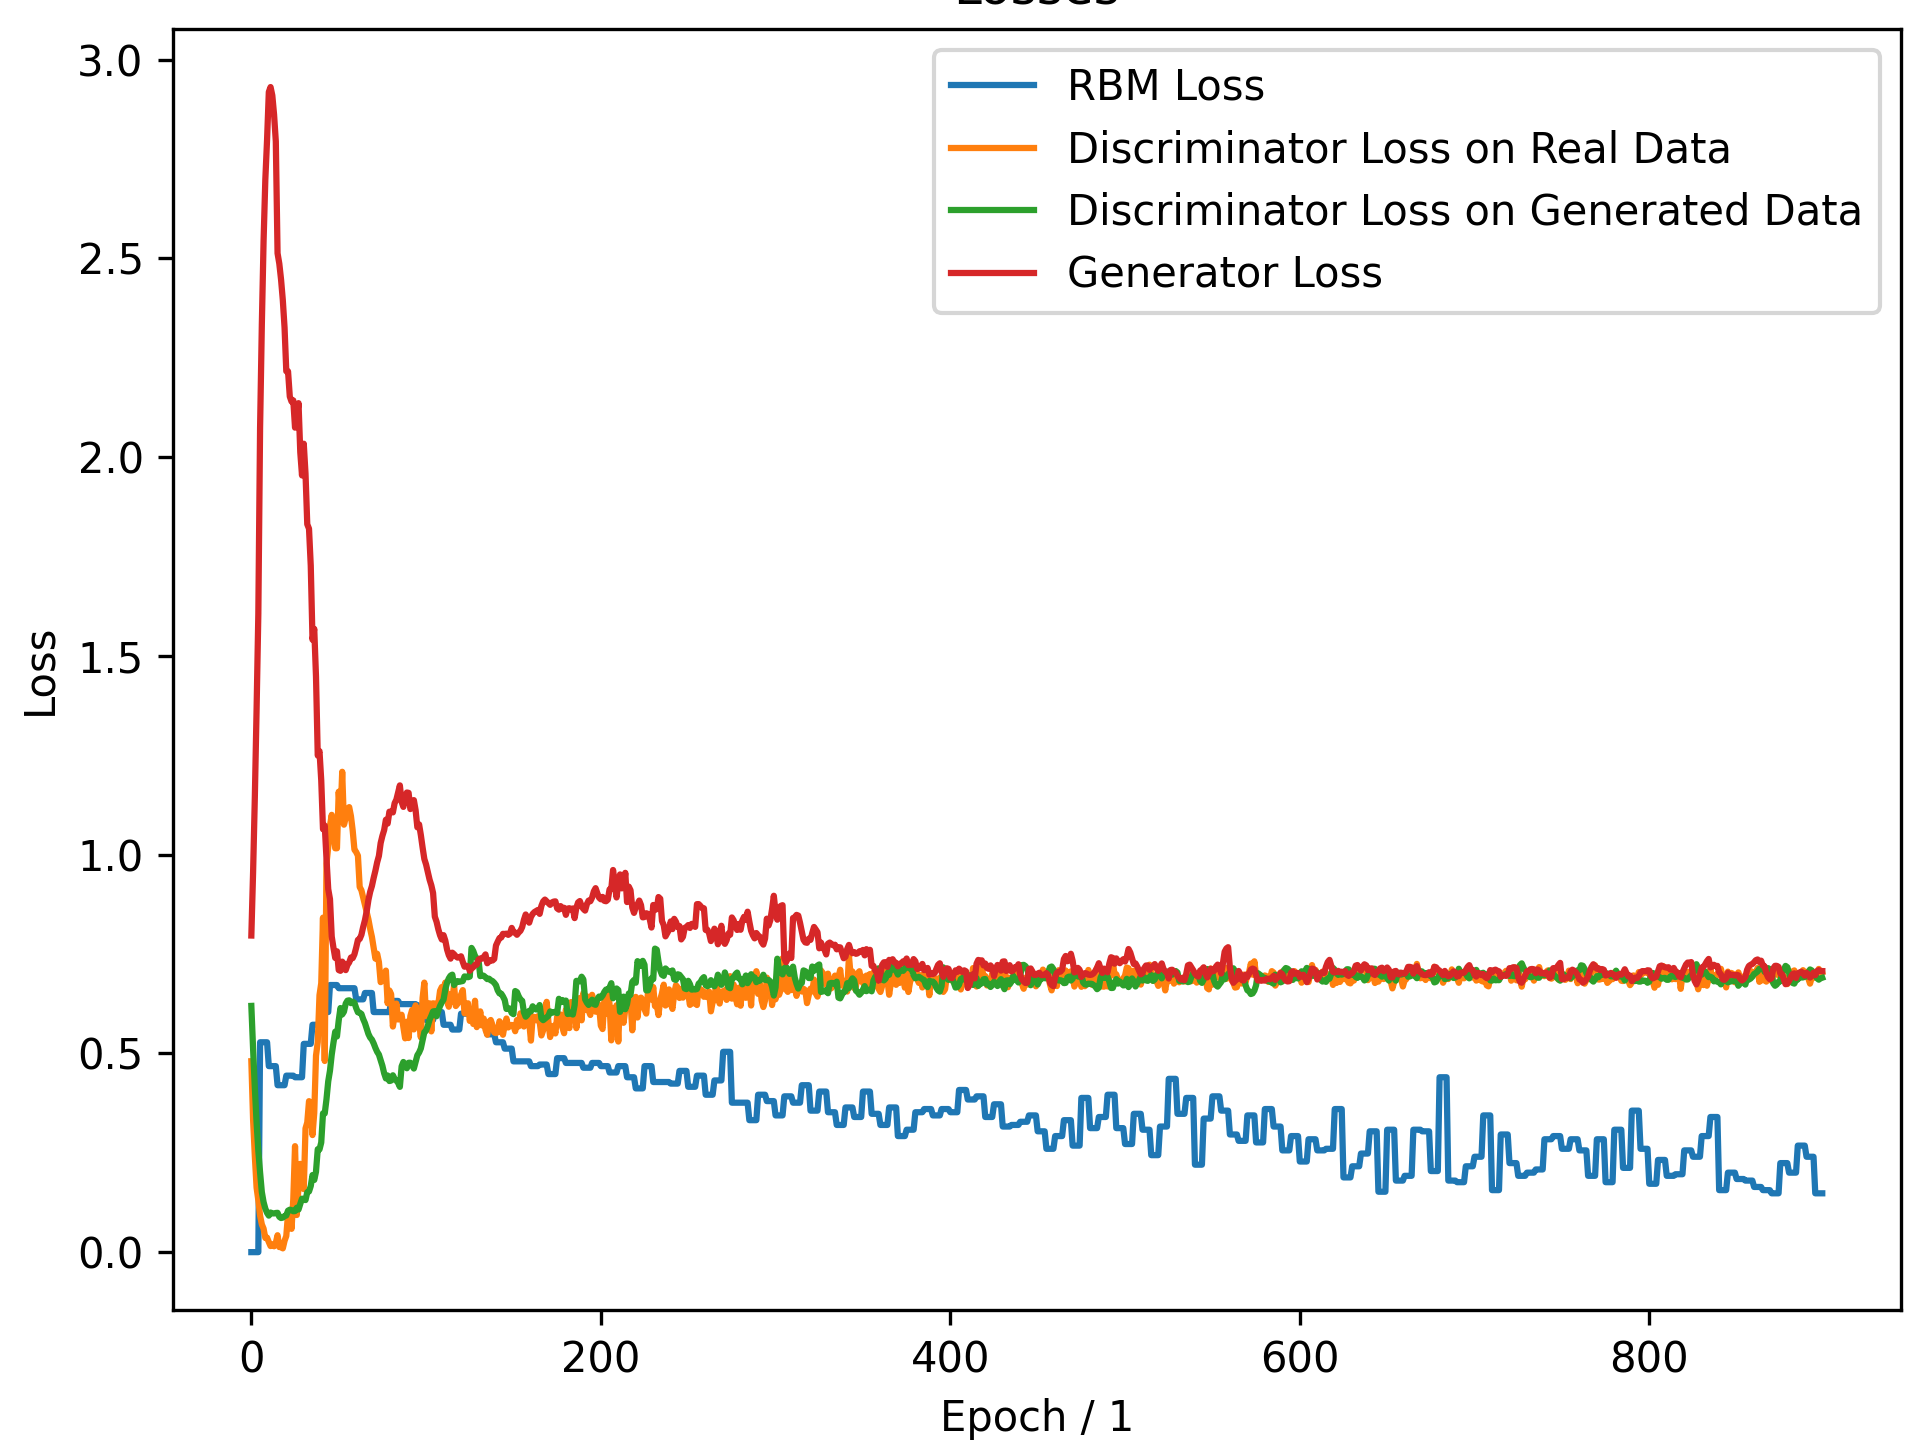 Losses
3.0
2.5
2.0
1.5
1.0
0.5
0.0
Loss
RBM Loss
Discriminator Loss on Real Data
Discriminator Loss on Generated Data
Generator Loss
0 200 400 600 800
Epoch / 1